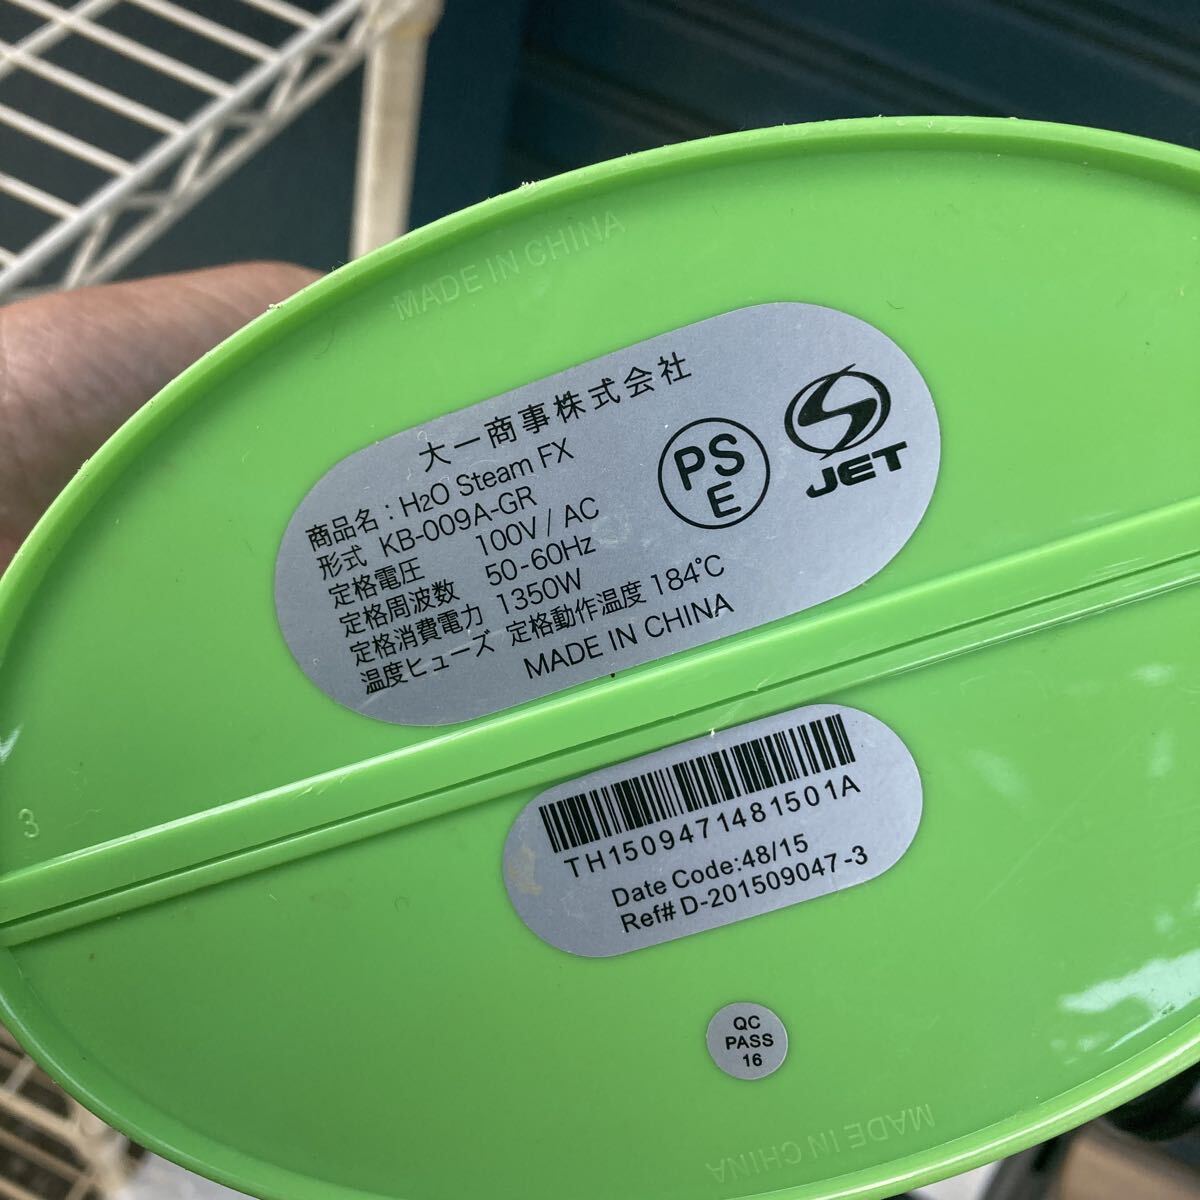 MADE IN CHINA
大一商事株式会社
商品名：H2O Steam FX
形式 KB-009A-GR
定格電圧 100V / AC
定格周波数 50-60Hz
定格消費電力 1350W
温度ヒューズ 定格動作温度 184℃
MADE IN CHINA
PS
E
JET
3
TH1509471481501A
Date Code:48/15
Ref# D-201509047-3
QC
PASS
16
MADE IN CHINA